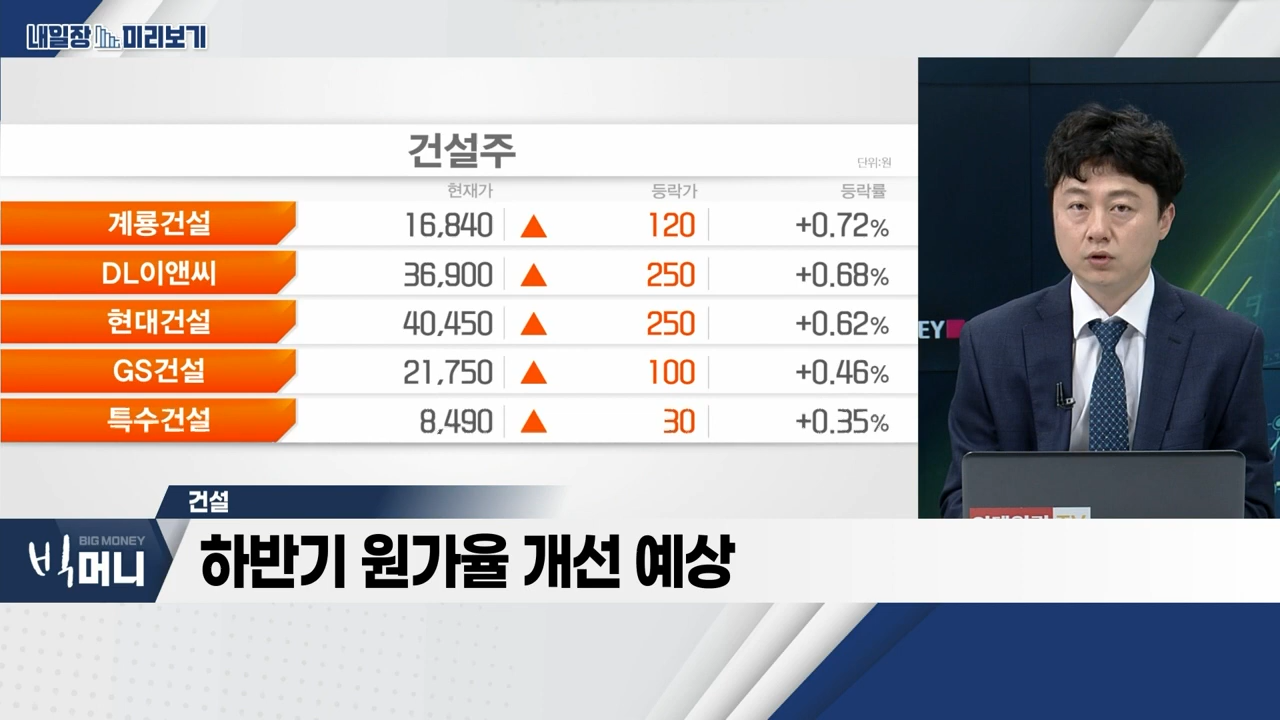 내일장 미리보기
건설주
단위:원
현재가 등락가 등락률
계룡건설 16,840 ▲ 120 +0.72%
DL이앤씨 36,900 ▲ 250 +0.68%
현대건설 40,450 ▲ 250 +0.62%
GS건설 21,750 ▲ 100 +0.46%
특수건설 8,490 ▲ 30 +0.35%
EY
건설
BIG MONEY
빅머니
하반기 원가율 개선 예상